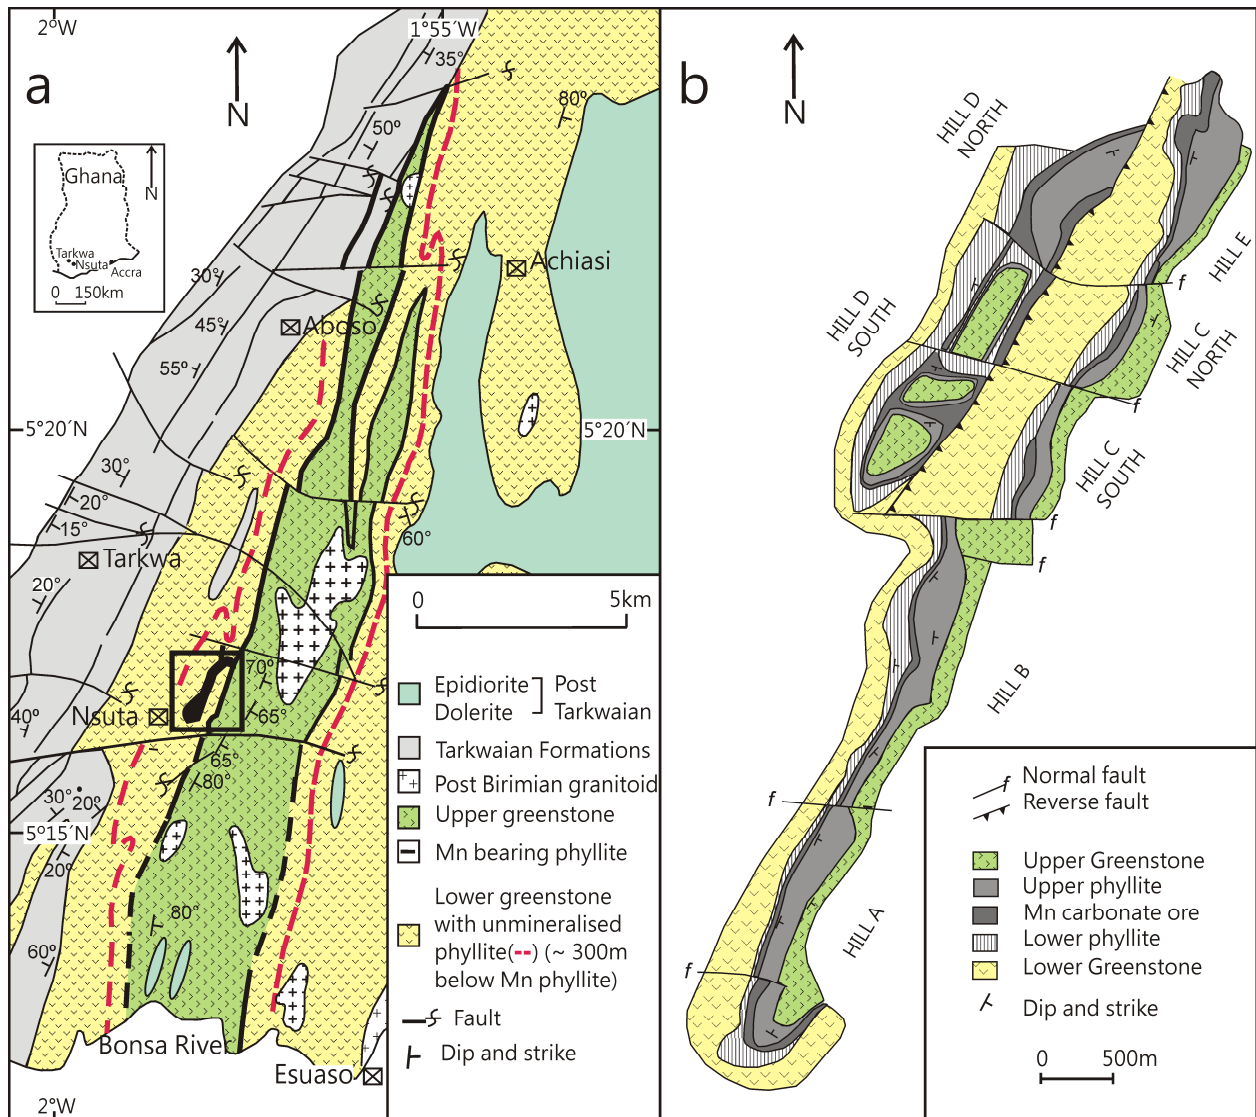 2°W
1°55′W
35°
a
N
80°
50°
Ghana
N
Tarkwa
Nsuta
Accra
0 150km
30°
Achiasi
45°
Aboso
55°
5°20′N
5°20′N
30°
20°
15°
60°
Tarkwa
20°
70°
Nsuta
65°
40°
65°
80°
30°
20°
5°15′N
20°
80°
60°
Bonsa River
Esuaso
2°W
0 5km
Epidiorite
Dolerite
Post
Tarkwaian
Tarkwaian Formations
Post Birimian granitoid
Upper greenstone
Mn bearing phyllite
Lower greenstone
with unmineralised
phyllite(--) (~ 300m
below Mn phyllite)
Fault
Dip and strike
b
N
HILL D
NORTH
HILL E
f
HILL D
SOUTH
HILL C
NORTH
f
HILL C
SOUTH
f
f
HILL B
f
HILL A
f
Normal fault
f
Reverse fault
Upper Greenstone
Upper phyllite
Mn carbonate ore
Lower phyllite
Lower Greenstone
Dip and strike
0 500m